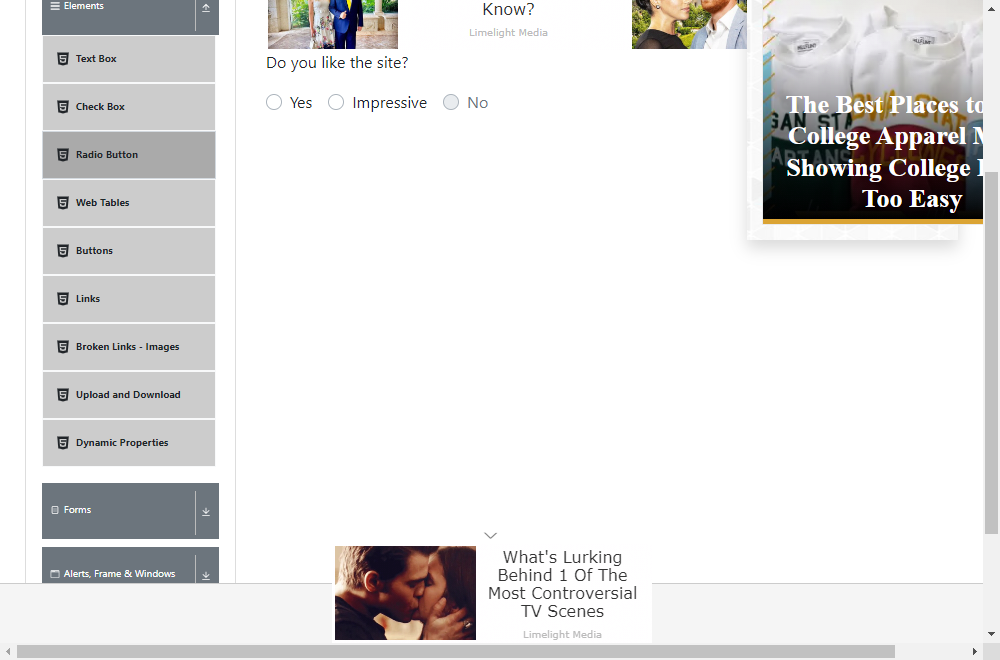 Elements
Text Box
Check Box
Radio Button
Web Tables
Buttons
Links
Broken Links - Images
Upload and Download
Dynamic Properties
Forms
Alerts, Frame & Windows
Know?
Limelight Media
Do you like the site?
Yes
Impressive
No
The Best Places to
College Apparel
Showing College
Too Easy
What's Lurking
Behind 1 Of The
Most Controversial
TV Scenes
Limelight Media